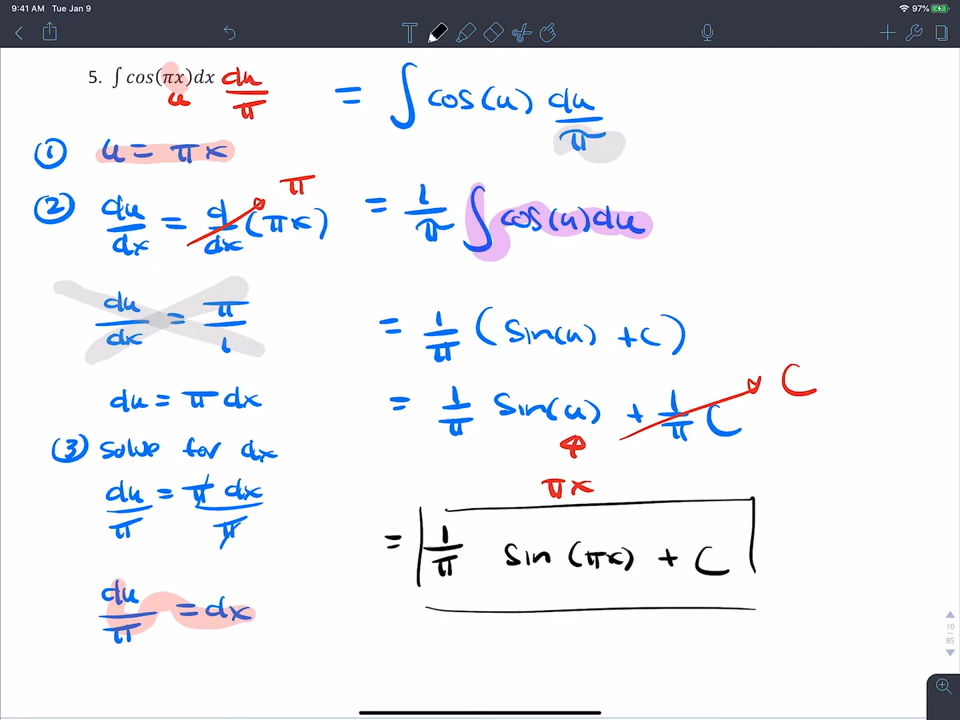 9:41 AM Tue Jan 9
97%
5. ∫ cos(πx)dx du/π
u
= ∫ cos(u) du/π
① u = πx
π
② du/dx = d/dx (πx)
= 1/π ∫ cos(u) du
du/dx = π/1
= 1/π (sin(u) + C)
du = π dx
= 1/π sin(u) + 1/π C
C
③ solve for dx
πx
du/π = π dx/π
= 1/π sin(πx) + C
du/π = dx
10
85